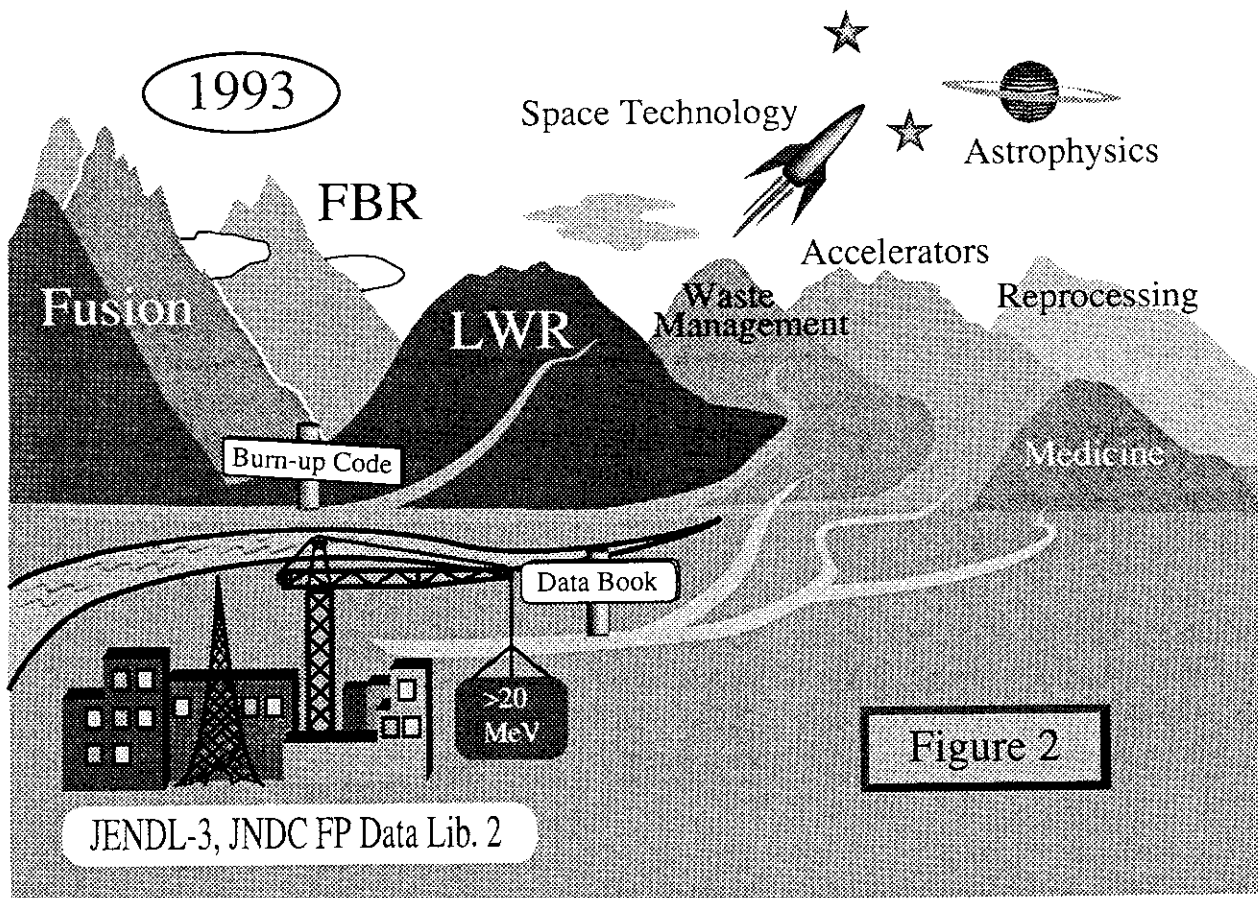 1993
Space Technology
Astrophysics
FBR
Accelerators
Fusion
LWR
Waste
Management
Reprocessing
Medicine
Burn-up Code
Data Book
>20
MeV
Figure 2
JENDL-3, JNDC FP Data Lib. 2